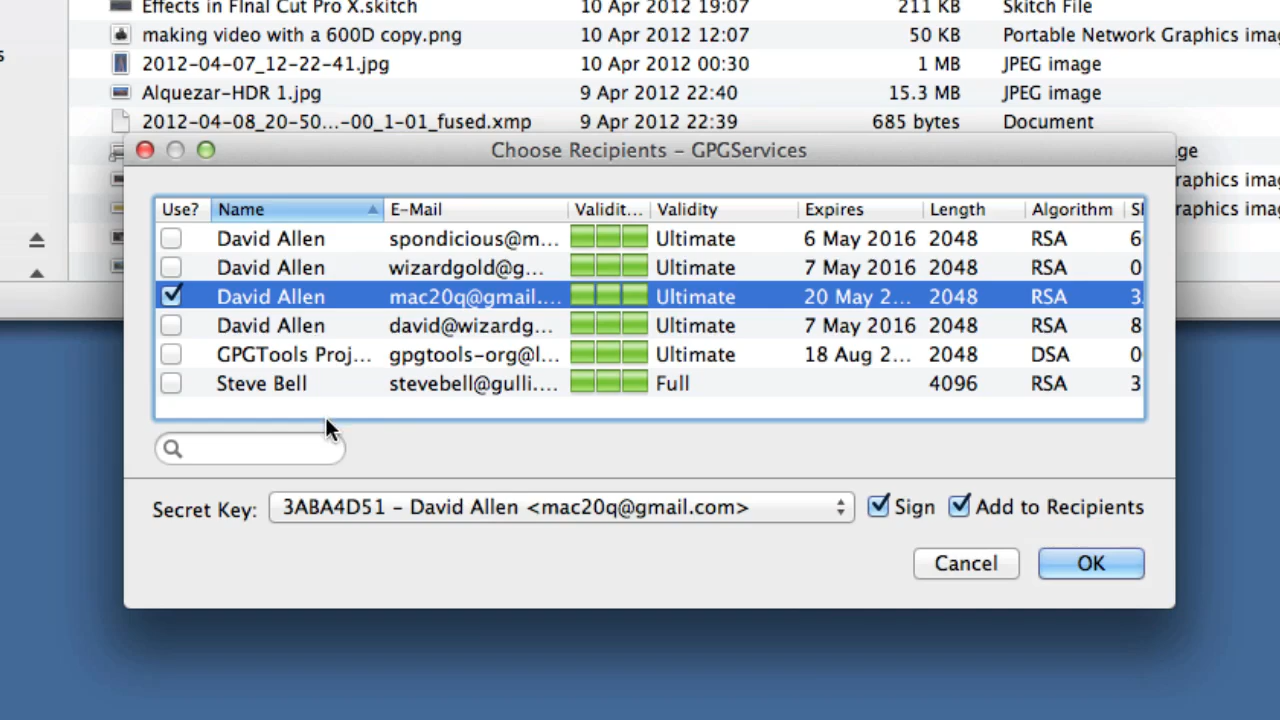 Effects in FInal Cut Pro X.skitch 10 Apr 2012 19:07 211 KB Skitch File
making video with a 600D copy.png 10 Apr 2012 12:07 50 KB Portable Network Graphics imag
2012-04-07_12-22-41.jpg 10 Apr 2012 00:30 1 MB JPEG image
Alquezar-HDR 1.jpg 9 Apr 2012 22:40 15.3 MB JPEG image
2012-04-08_20-50...-00_1-01_fused.xmp 9 Apr 2012 22:39 685 bytes Document
Choose Recipients – GPGServices ge
raphics imag
Use? Name E-Mail Validit... Validity Expires Length Algorithm raphics imag
David Allen spondicious@m... Ultimate 6 May 2016 2048 RSA 6
David Allen wizardgold@g... Ultimate 7 May 2016 2048 RSA 0
David Allen mac20q@gmail.... Ultimate 20 May 2... 2048 RSA 3
David Allen david@wizardg... Ultimate 7 May 2016 2048 RSA 8
GPGTools Proj... gpgtools-org@l... Ultimate 18 Aug 2... 2048 DSA 0
Steve Bell stevebell@gulli.... Full 4096 RSA 3
Secret Key: 3ABA4D51 – David Allen <mac20q@gmail.com> Sign Add to Recipients
Cancel OK